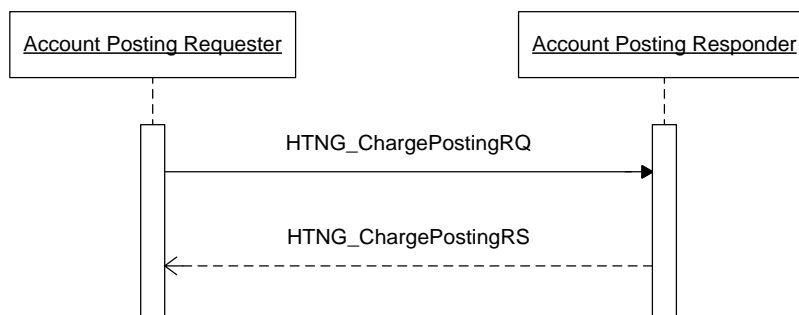 Account Posting Requester
Account Posting Responder
HTNG_ChargePostingRQ
HTNG_ChargePostingRS